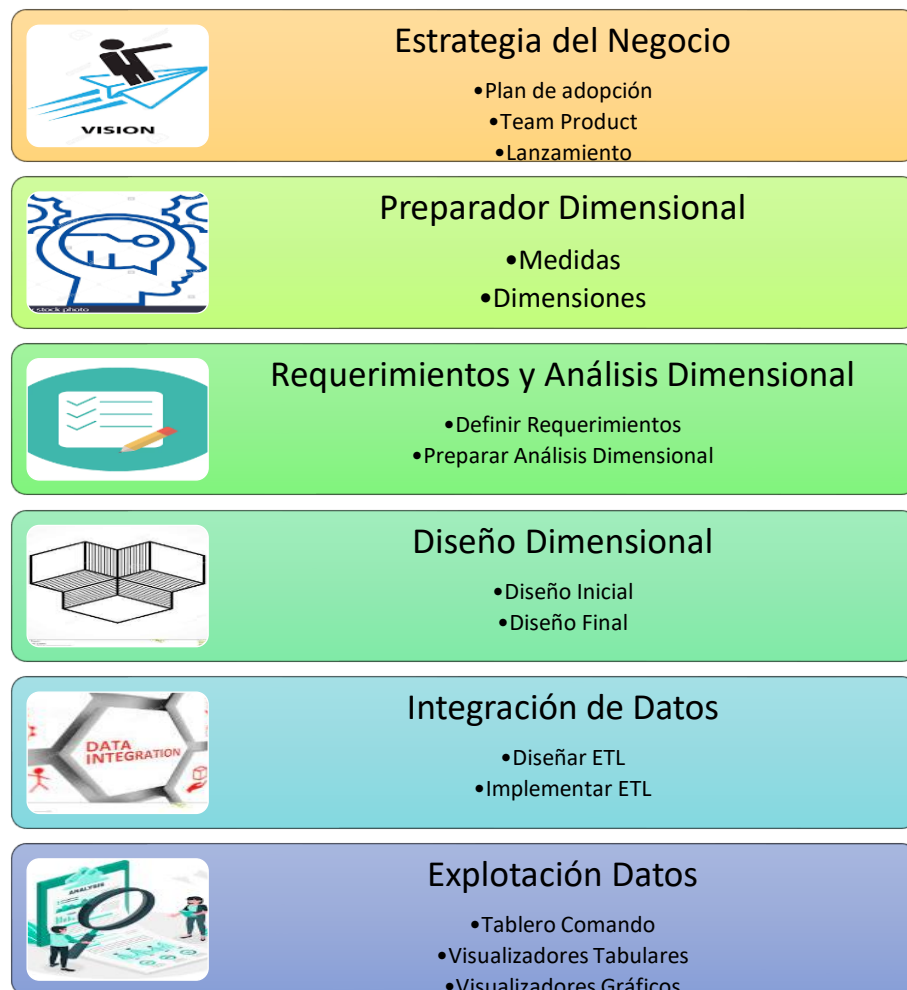 VISION
Estrategia del Negocio
•Plan de adopción
•Team Product
•Lanzamiento
stock photo
Preparador Dimensional
•Medidas
•Dimensiones
Requerimientos y Análisis Dimensional
•Definir Requerimientos
•Preparar Análisis Dimensional
Diseño Dimensional
•Diseño Inicial
•Diseño Final
DATA
INTEGRATION
Integración de Datos
•Diseñar ETL
•Implementar ETL
ANALYSIS
Explotación Datos
•Tablero Comando
•Visualizadores Tabulares
•Visualizadores Gráficos